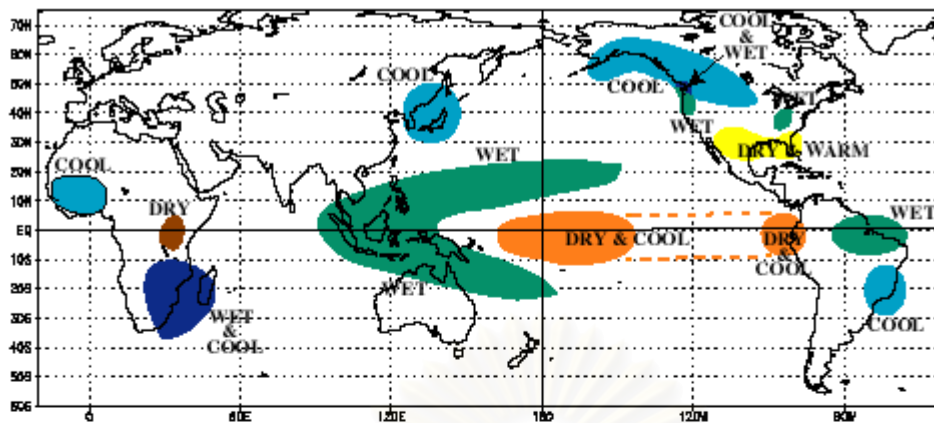 COOL
&
WET
70N
60N
50N
40N
30N
20N
10N
EQ
10S
20S
30S
40S
50S
60S
COOL
COOL
WET
WET
COOL
WET
DRY & WARM
DRY
WET
DRY & COOL
DRY
&
COOL
WET
WET
&
COOL
COOL
0
60E
120E
180
120W
60W